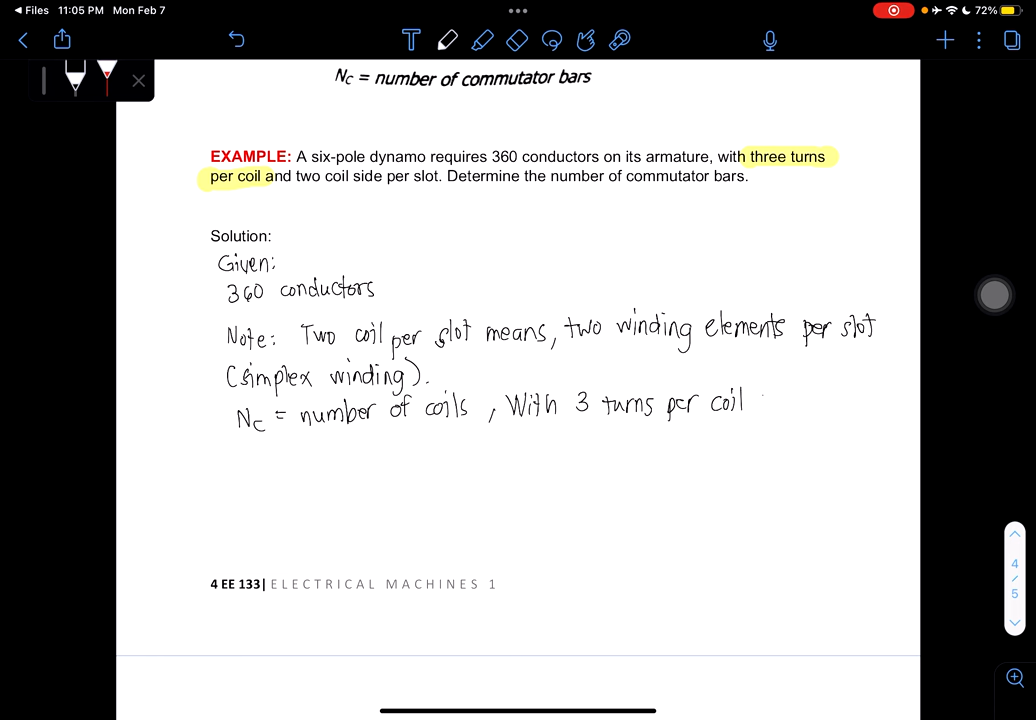 Files 11:05 PM Mon Feb 7
72%
T
Nc = number of commutator bars
EXAMPLE: A six-pole dynamo requires 360 conductors on its armature, with three turns
per coil and two coil side per slot. Determine the number of commutator bars.
Solution:
Given:
360 conductors
Note: Two coil per slot means, two winding elements per slot
(simplex winding).
Nc = number of coils , With 3 turns per coil
4 EE 133| ELECTRICAL MACHINES 1
4
/
5